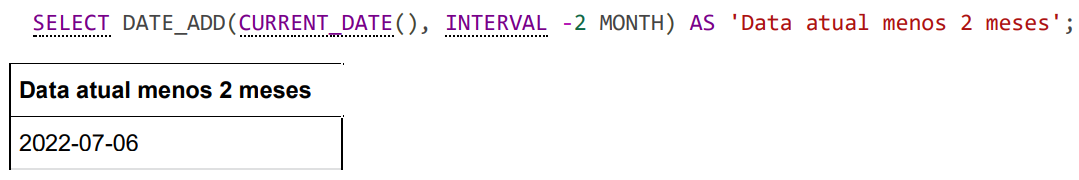 SELECT DATE_ADD(CURRENT_DATE(), INTERVAL -2 MONTH) AS 'Data atual menos 2 meses';
Data atual menos 2 meses
2022-07-06